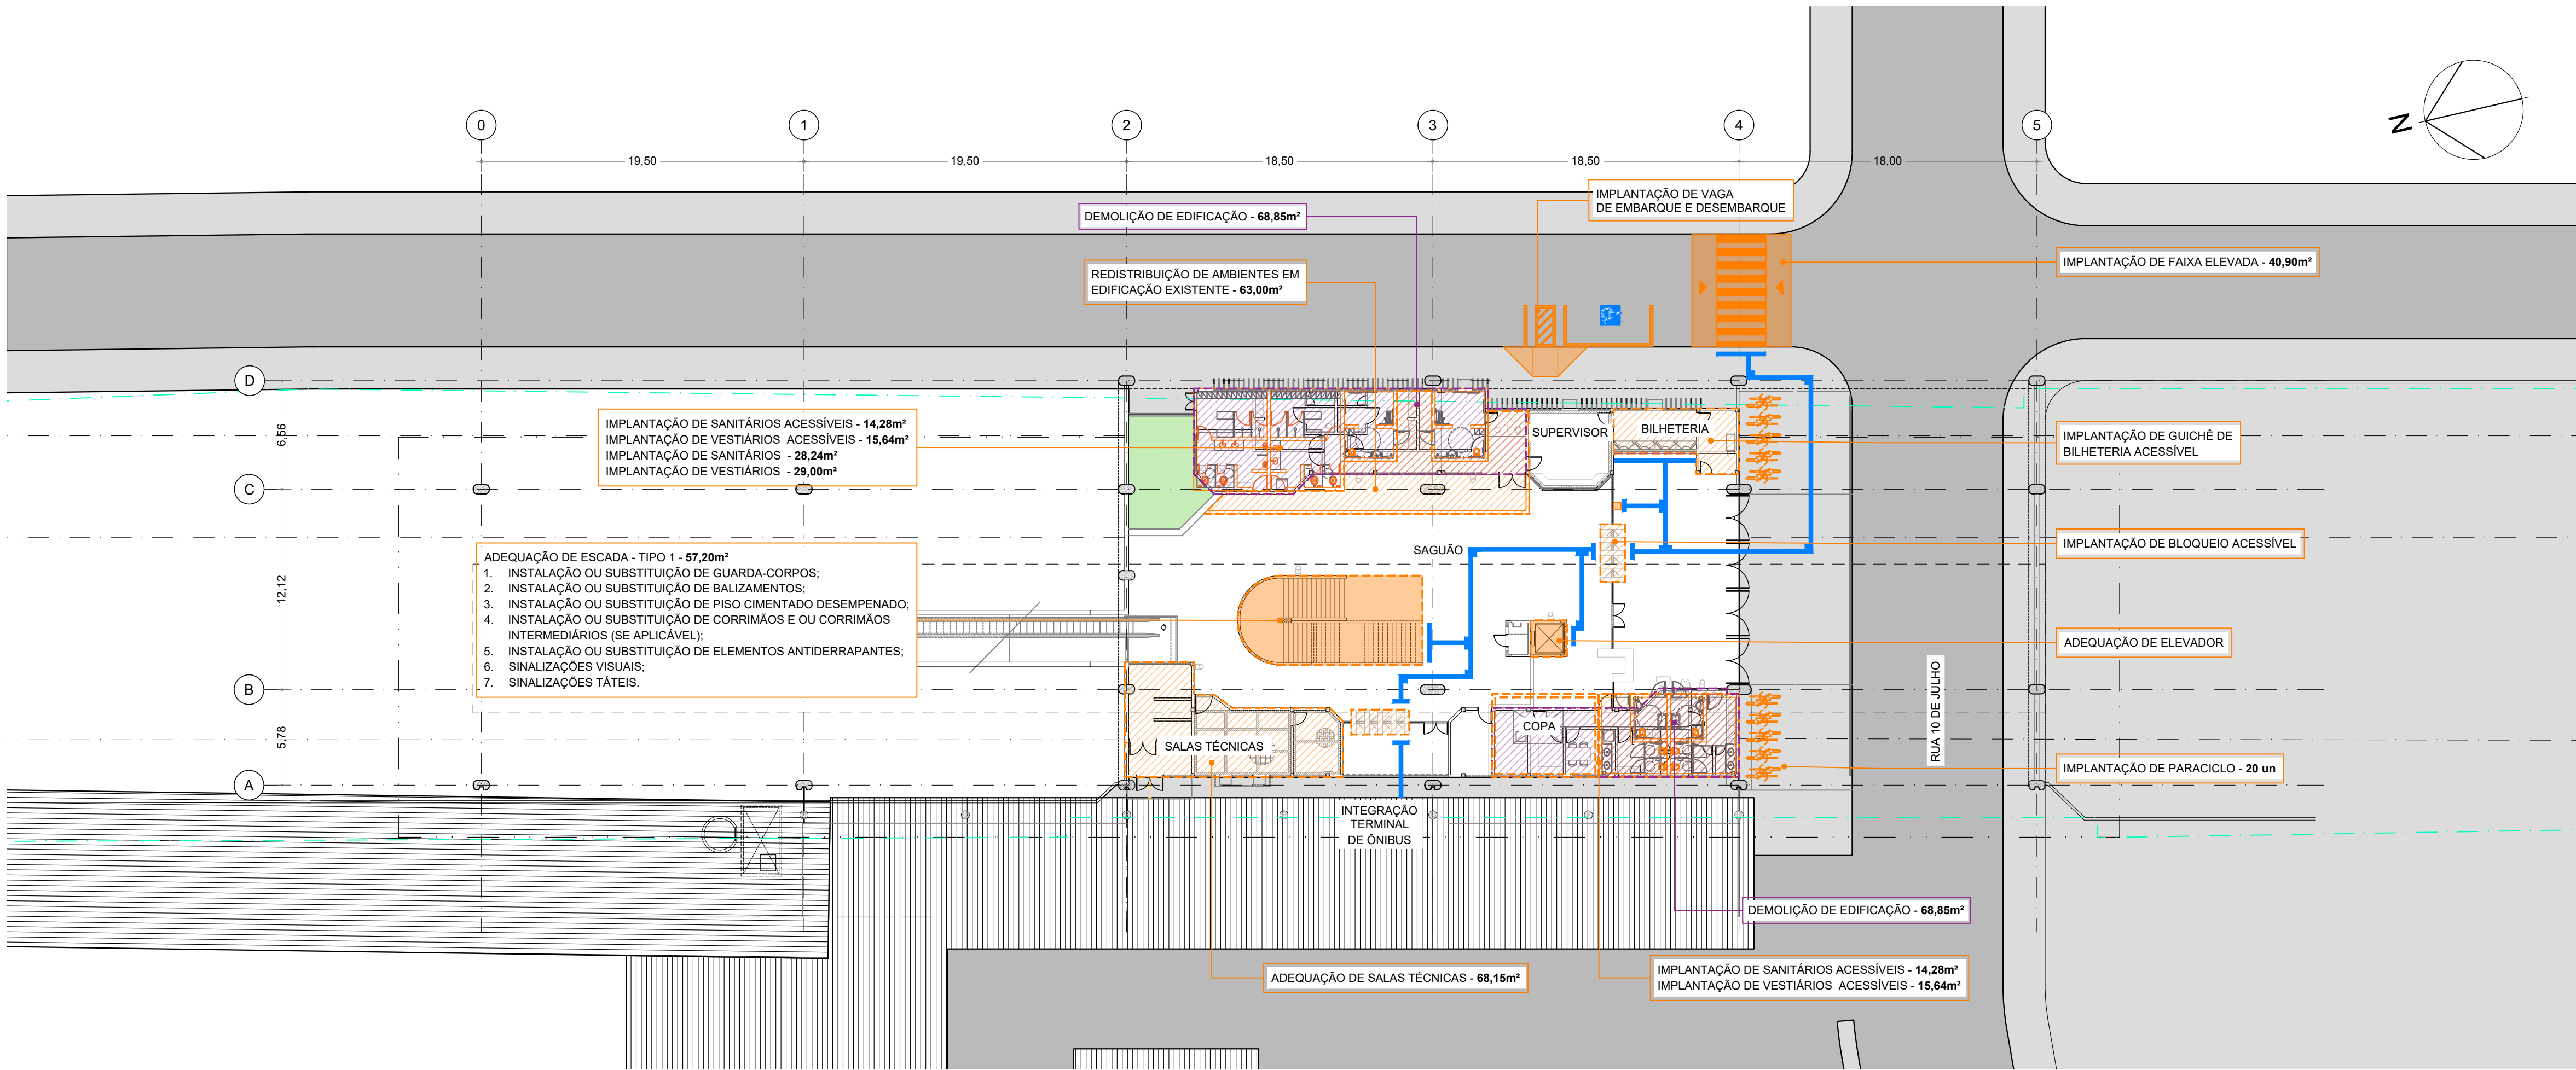 N
0
1
2
3
4
5
19,50
19,50
18,50
18,50
18,00
IMPLANTAÇÃO DE VAGA
DE EMBARQUE E DESEMBARQUE
DEMOLIÇÃO DE EDIFICAÇÃO - 68,85m²
REDISTRIBUIÇÃO DE AMBIENTES EM
EDIFICAÇÃO EXISTENTE - 63,00m²
IMPLANTAÇÃO DE FAIXA ELEVADA - 40,90m²
D
C
B
A
6,56
12,12
5,78
IMPLANTAÇÃO DE SANITÁRIOS ACESSÍVEIS - 14,28m²
IMPLANTAÇÃO DE VESTIÁRIOS ACESSÍVEIS - 15,64m²
IMPLANTAÇÃO DE SANITÁRIOS - 28,24m²
IMPLANTAÇÃO DE VESTIÁRIOS - 29,00m²
SUPERVISOR
BILHETERIA
IMPLANTAÇÃO DE GUICHÊ DE
BILHETERIA ACESSÍVEL
ADEQUAÇÃO DE ESCADA - TIPO 1 - 57,20m²
1. INSTALAÇÃO OU SUBSTITUIÇÃO DE GUARDA-CORPOS;
2. INSTALAÇÃO OU SUBSTITUIÇÃO DE BALIZAMENTOS;
3. INSTALAÇÃO OU SUBSTITUIÇÃO DE PISO CIMENTADO DESEMPENADO;
4. INSTALAÇÃO OU SUBSTITUIÇÃO DE CORRIMÃOS E OU CORRIMÃOS
INTERMEDIÁRIOS (SE APLICÁVEL);
5. INSTALAÇÃO OU SUBSTITUIÇÃO DE ELEMENTOS ANTIDERRAPANTES;
6. SINALIZAÇÕES VISUAIS;
7. SINALIZAÇÕES TÁTEIS.
SAGUÃO
IMPLANTAÇÃO DE BLOQUEIO ACESSÍVEL
ADEQUAÇÃO DE ELEVADOR
RUA 10 DE JULHO
SALAS TÉCNICAS
COPA
IMPLANTAÇÃO DE PARACICLO - 20 un
INTEGRAÇÃO
TERMINAL
DE ÔNIBUS
DEMOLIÇÃO DE EDIFICAÇÃO - 68,85m²
ADEQUAÇÃO DE SALAS TÉCNICAS - 68,15m²
IMPLANTAÇÃO DE SANITÁRIOS ACESSÍVEIS - 14,28m²
IMPLANTAÇÃO DE VESTIÁRIOS ACESSÍVEIS - 15,64m²